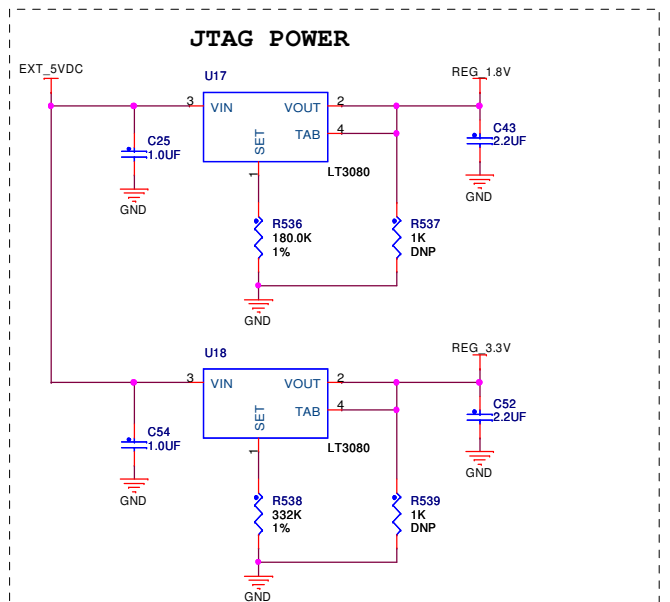 JTAG POWER
EXT_5VDC
U17
REG_1.8V
3
VIN
VOUT
2
TAB
4
SET
1
LT3080
C25
1.0UF
GND
C43
2.2UF
GND
R536
180.0K
1%
R537
1K
DNP
GND
U18
REG_3.3V
3
VIN
VOUT
2
TAB
4
SET
1
LT3080
C54
1.0UF
GND
C52
2.2UF
GND
R538
332K
1%
R539
1K
DNP
GND